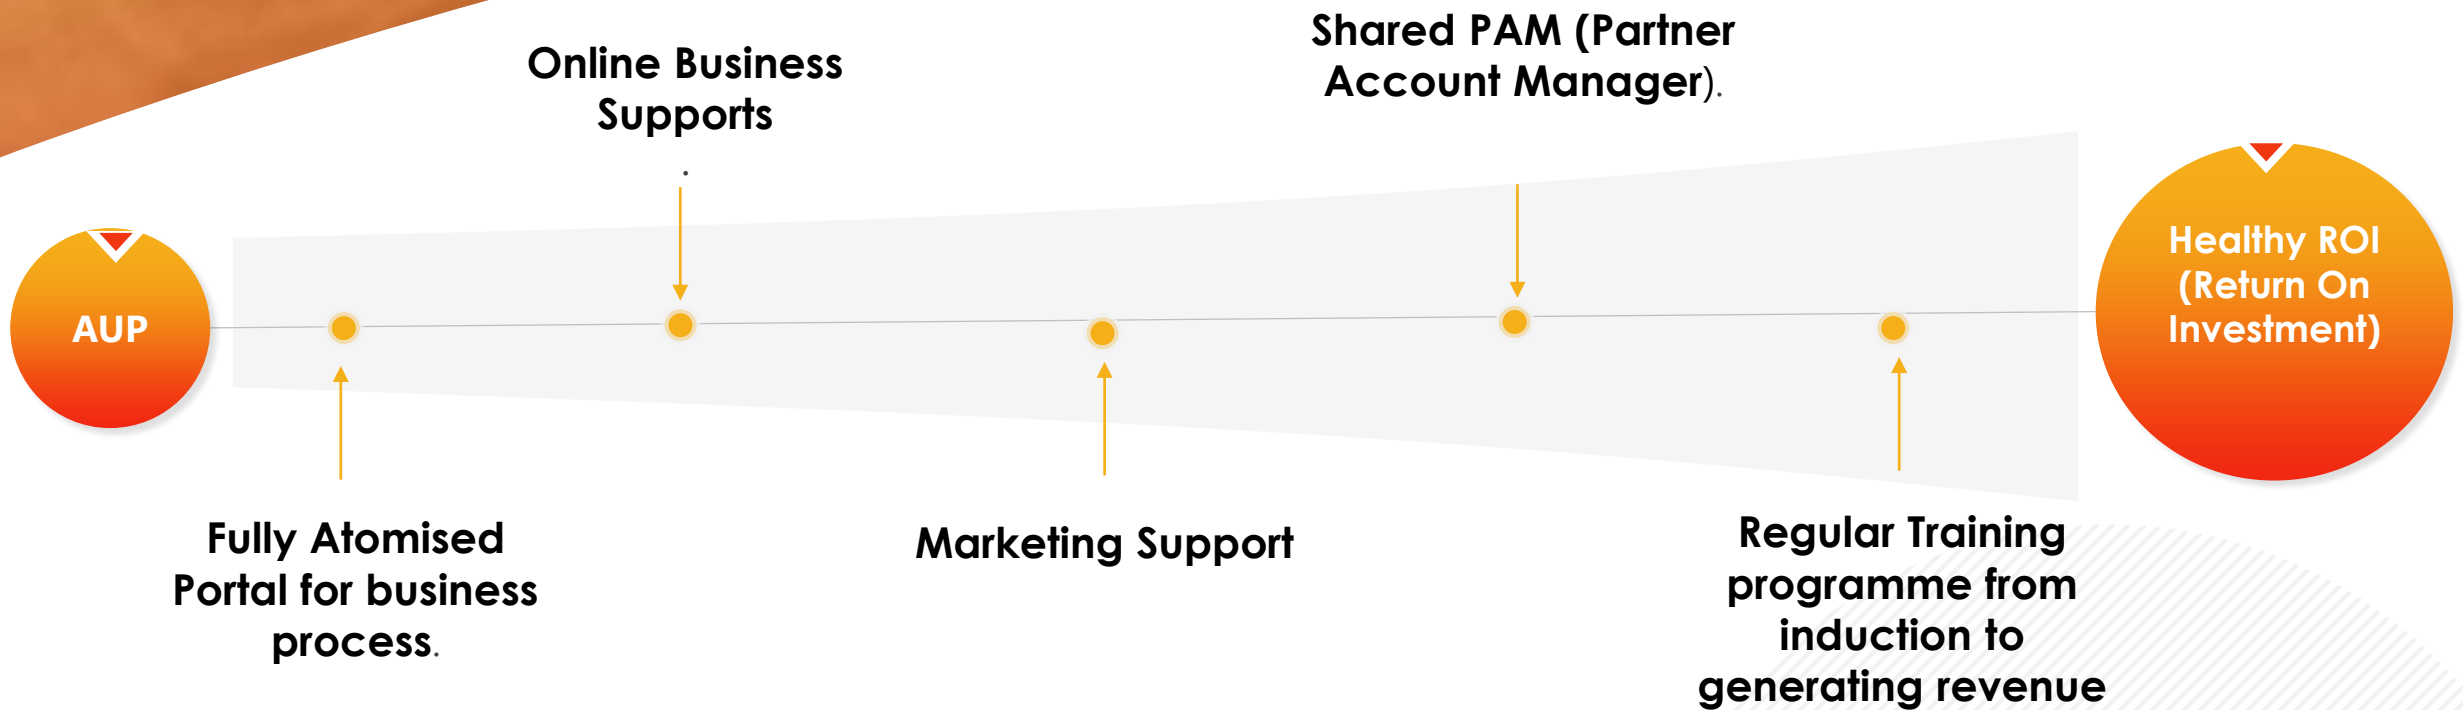 Shared PAM (Partner
Account Manager).
Online Business
Supports
.
AUP
Healthy ROI
(Return On
Investment)
Fully Atomised
Portal for business
process.
Marketing Support
Regular Training
programme from
induction to
generating revenue